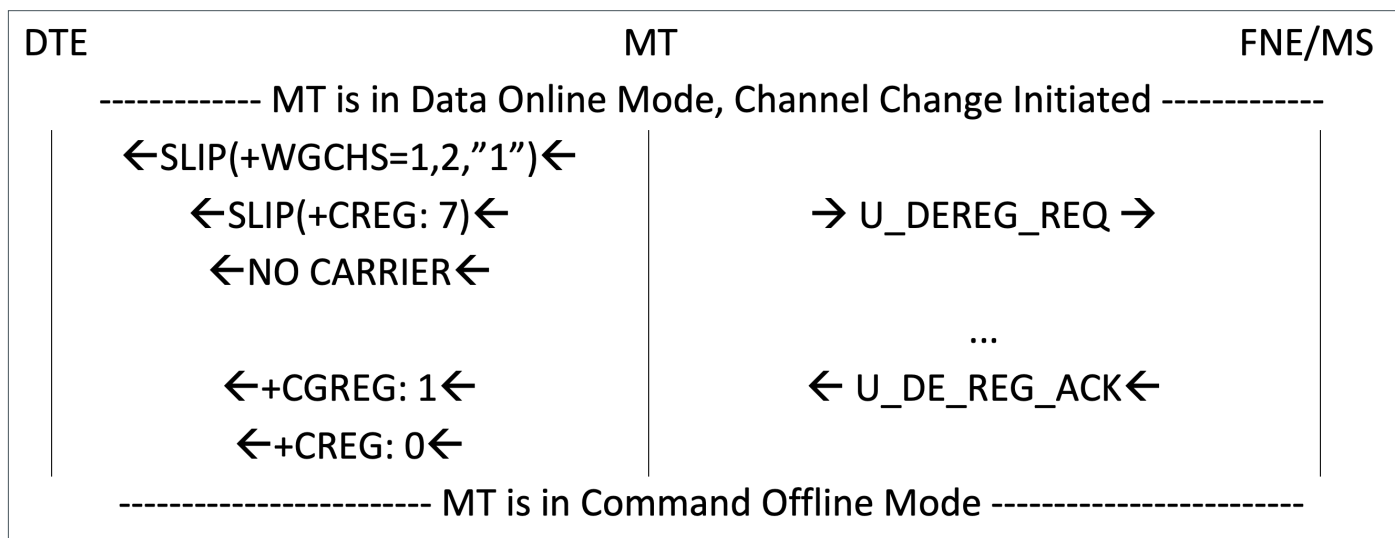 DTE MT FNE/MS
------------- MT is in Data Online Mode, Channel Change Initiated -------------
←SLIP(+WGCHS=1,2,”1”)←
←SLIP(+CREG: 7)← → U_DEREG_REQ →
←NO CARRIER←
...
←+CGREG: 1← ← U_DE_REG_ACK←
←+CREG: 0←
------------------------- MT is in Command Offline Mode -------------------------